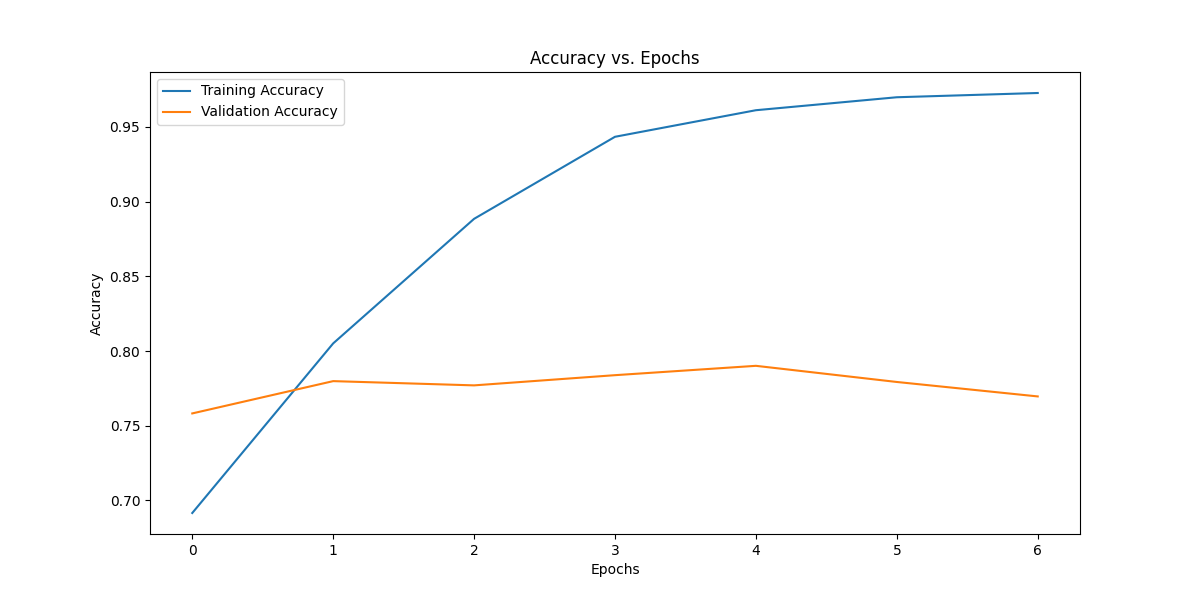 Accuracy vs. Epochs
Training Accuracy
Validation Accuracy
Accuracy
0.95
0.90
0.85
0.80
0.75
0.70
0 1 2 3 4 5 6
Epochs